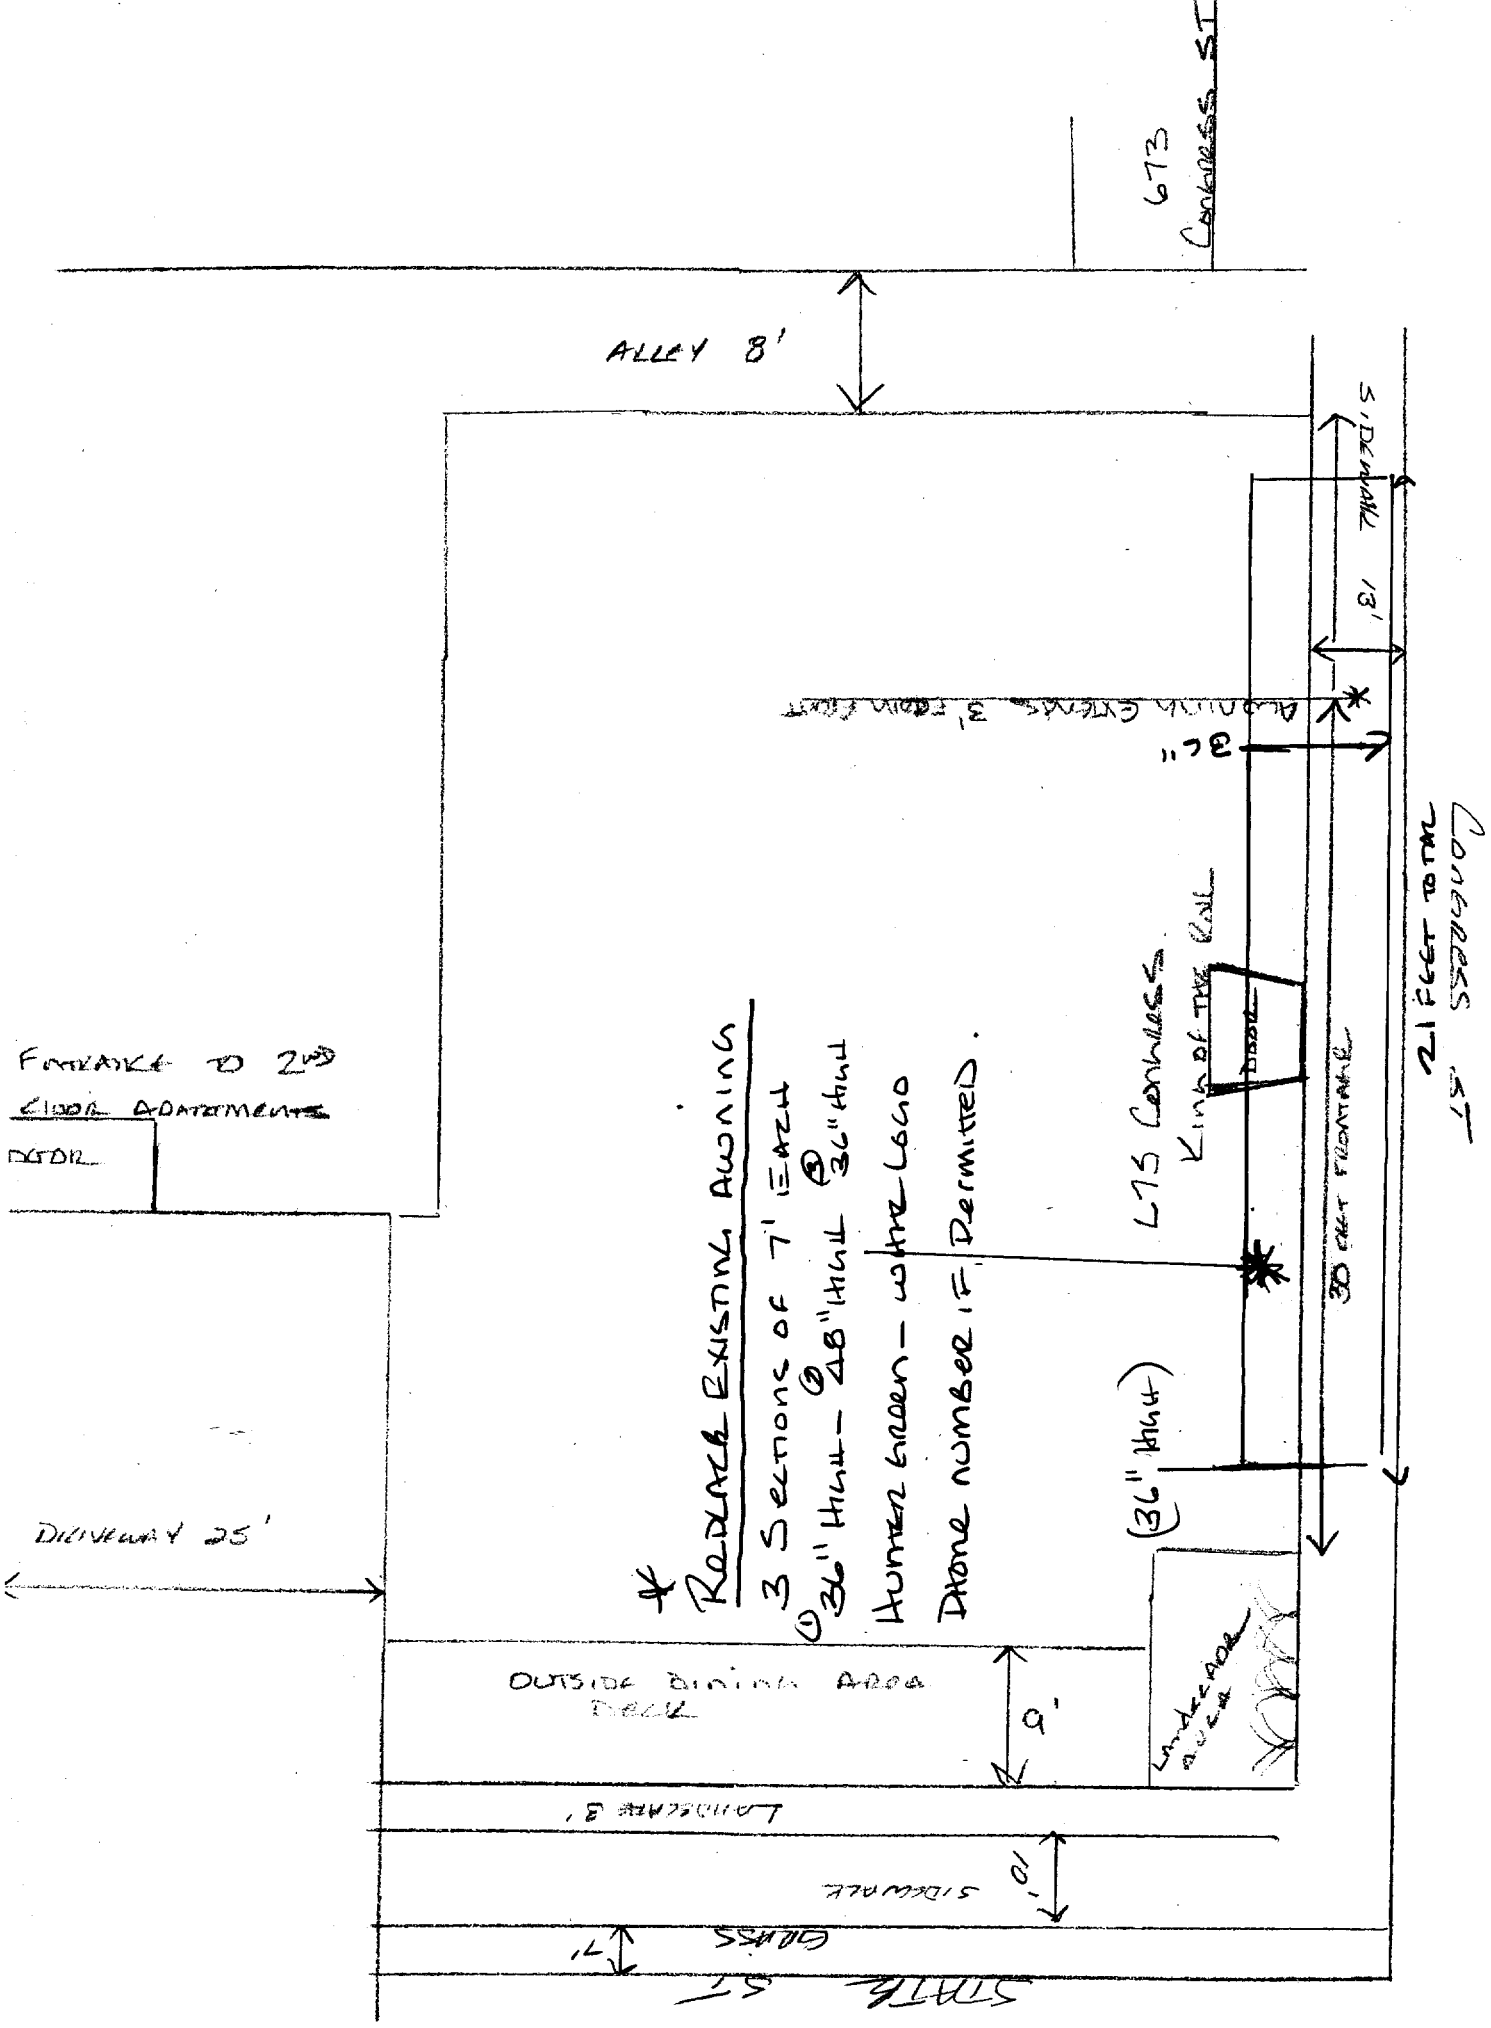 673
Congress ST
ALLEY 8'
SIDEWALK 13'
AWNING EXTENDS 3' FROM FRONT
36"
21 FEET TOTAL
CONGRESS ST
ENTRANCE TO 2ND
FLOOR APARTMENTS
DOOR
DRIVEWAY 25'
*
REPLACE EXISTING AWNING
3 SECTIONS OF 7' EACH
① 36" HIGH - ② 48" HIGH ③ 36" HIGH
HUNTER GREEN - WHITE LOGO
PHONE NUMBER IF PERMITTED.
675 CONGRESS
KING OF THE ROLL
DOOR
30 FEET FRONTAGE
(36" HIGH)
OUTSIDE DINING AREA
DECK
9'
LANDSCAPE 3'
SIDEWALK
10'
GRASS
7'
STATE ST